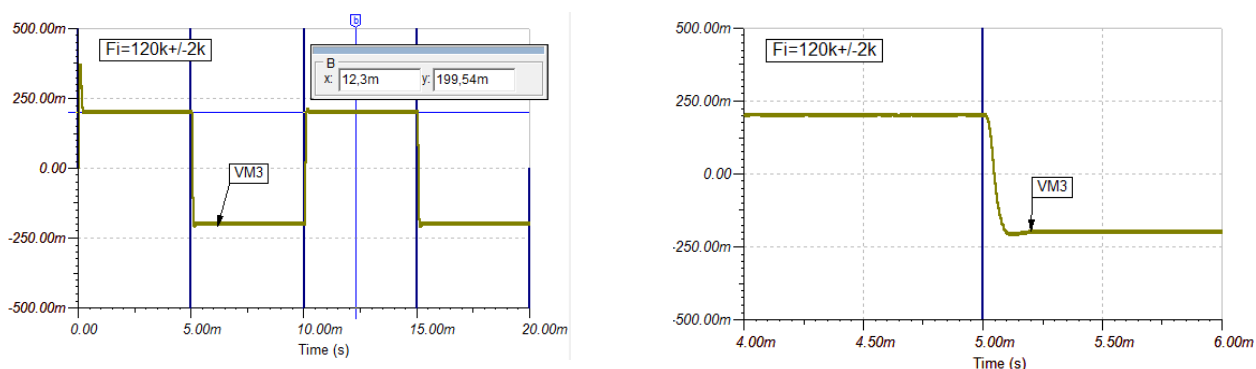 500.00m
Fi=120k+/-2k
b
B
x: 12,3m y: 199,54m
250.00m
0.00
VM3
-250.00m
-500.00m
0.00 5.00m 10.00m 15.00m 20.00m
Time (s)
500.00m
Fi=120k+/-2k
250.00m
0.00
VM3
-250.00m
-500.00m
4.00m 4.50m 5.00m 5.50m 6.00m
Time (s)